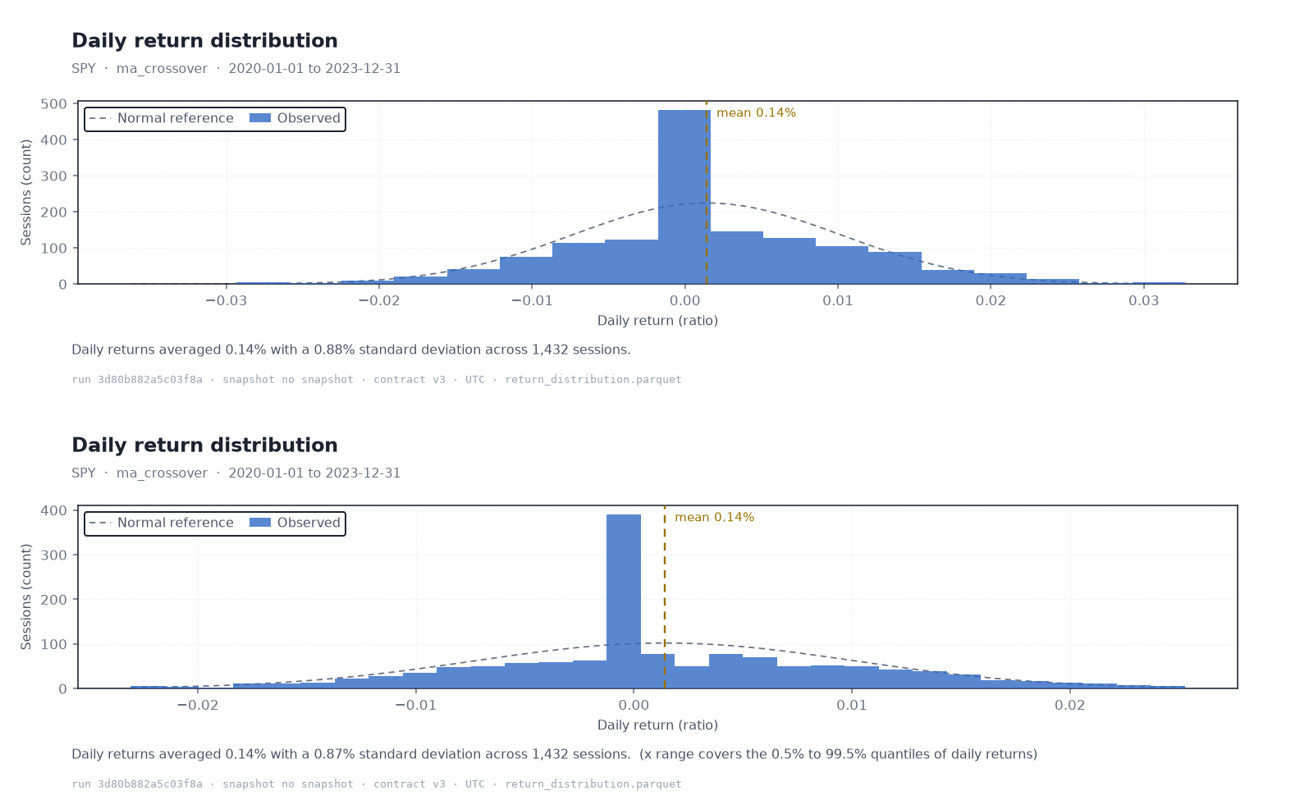 Daily return distribution
SPY · ma_crossover · 2020-01-01 to 2023-12-31
Normal reference Observed
mean 0.14%
500
400
300
200
100
0
Sessions (count)
−0.03 −0.02 −0.01 0.00 0.01 0.02 0.03
Daily return (ratio)
Daily returns averaged 0.14% with a 0.88% standard deviation across 1,432 sessions.
run 3d80b882a5c03f8a · snapshot no snapshot · contract v3 · UTC · return_distribution.parquet
Daily return distribution
SPY · ma_crossover · 2020-01-01 to 2023-12-31
Normal reference Observed
mean 0.14%
400
300
200
100
0
Sessions (count)
−0.02 −0.01 0.00 0.01 0.02
Daily return (ratio)
Daily returns averaged 0.14% with a 0.87% standard deviation across 1,432 sessions. (x range covers the 0.5% to 99.5% quantiles of daily returns)
run 3d80b882a5c03f8a · snapshot no snapshot · contract v3 · UTC · return_distribution.parquet